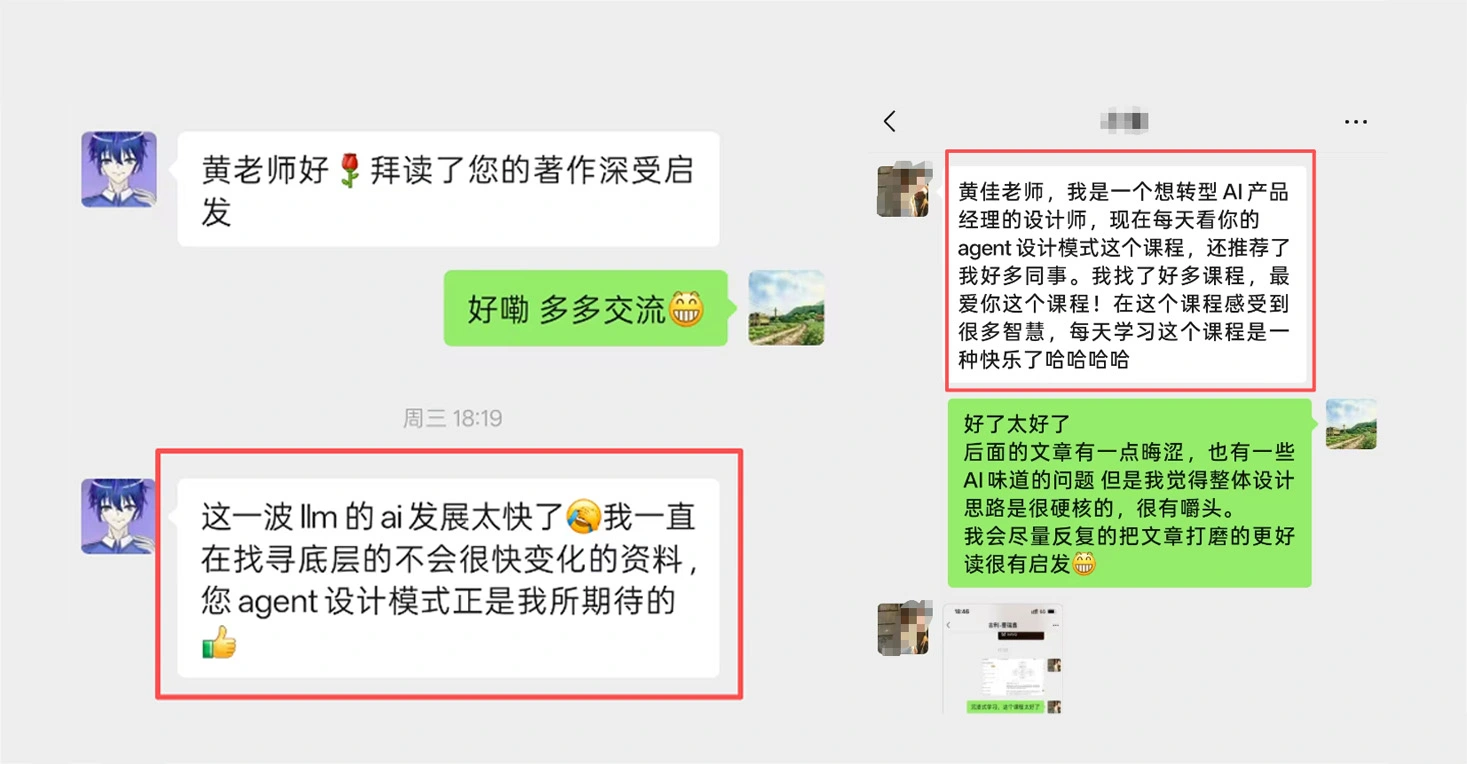 黄老师好🌹拜读了您的著作深受启
发
好嘞 多多交流😁
周三 18:19
这一波 llm 的 ai 发展太快了🤣我一直
在找寻底层的不会很快变化的资料，
您 agent 设计模式正是我所期待的
👍
黄佳老师，我是一个想转型 AI 产品
经理的设计师，现在每天看你的
agent 设计模式这个课程，还推荐了
我好多同事。我找了好多课程，最
爱你这个课程！在这个课程感受到
很多智慧，每天学习这个课程是一
种快乐了哈哈哈哈
好了太好了
后面的文章有一点晦涩，也有一些
AI 味道的问题 但是我觉得整体设计
思路是很硬核的，很有嚼头。
我会尽量反复的把文章打磨的更好
读很有启发😁